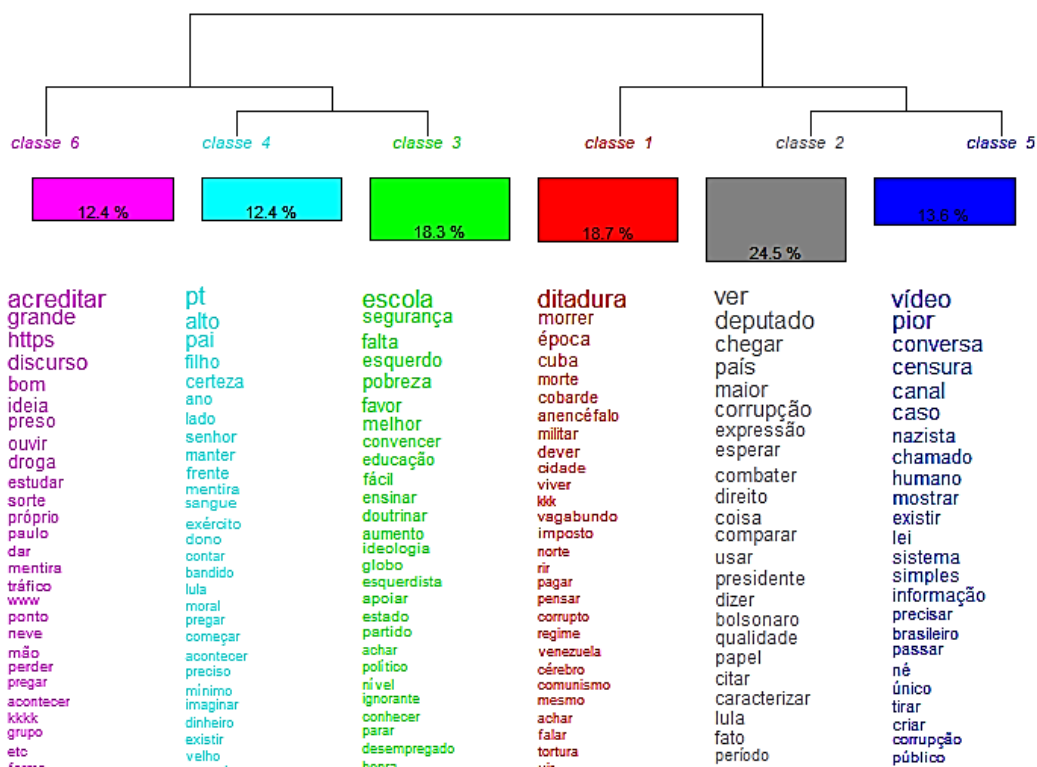 classe 6
classe 4
classe 3
classe 1
classe 2
classe 5
12.4 %
12.4 %
18.3 %
18.7 %
24.5 %
13.6 %
acreditar
grande
https
discurso
bom
ideia
preso
ouvir
droga
estudar
sorte
próprio
paulo
dar
mentira
tráfico
www
ponto
neve
mão
perder
pregar
acontecer
kkkk
grupo
etc
pt
alto
pai
filho
certeza
ano
lado
senhor
manter
frente
mentira
sangue
exército
dono
contar
bandido
lula
moral
pregar
começar
acontecer
preciso
mínimo
imaginar
dinheiro
existir
velho
escola
segurança
falta
esquerdo
pobreza
favor
melhor
convencer
educação
fácil
ensinar
doutrinar
aumento
ideologia
globo
esquerdista
apoiar
estado
partido
achar
político
nível
ignorante
conhecer
parar
desempregado
ditadura
morrer
época
cuba
morte
cobarde
anencéfalo
militar
dever
cidade
viver
kkk
vagabundo
imposto
norte
rir
pagar
pensar
corrupto
regime
venezuela
cérebro
comunismo
mesmo
achar
falar
tortura
ver
deputado
chegar
país
maior
corrupção
expressão
esperar
combater
direito
coisa
comparar
usar
presidente
dizer
bolsonaro
qualidade
papel
citar
caracterizar
lula
fato
período
vídeo
pior
conversa
censura
canal
caso
nazista
chamado
humano
mostrar
existir
lei
sistema
simples
informação
precisar
brasileiro
passar
né
único
tirar
criar
corrupção
público